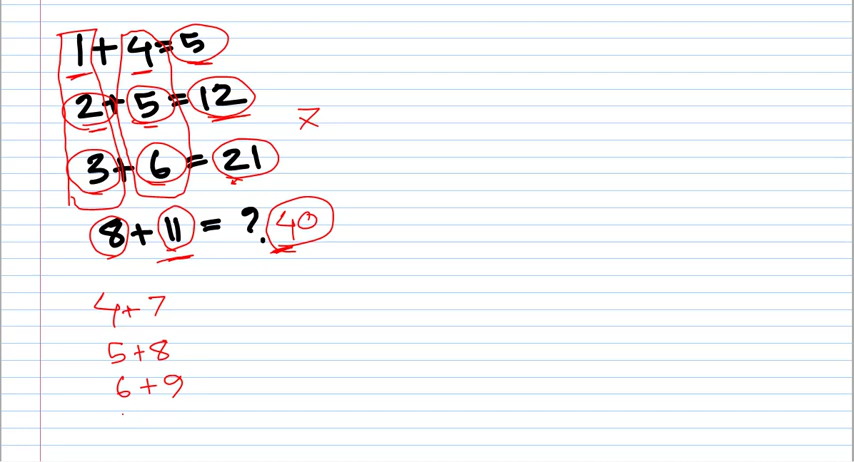 1 + 4 = 5
2 + 5 = 12
3 + 6 = 21
8 + 11 = ? 40
4 + 7
5 + 8
6 + 9